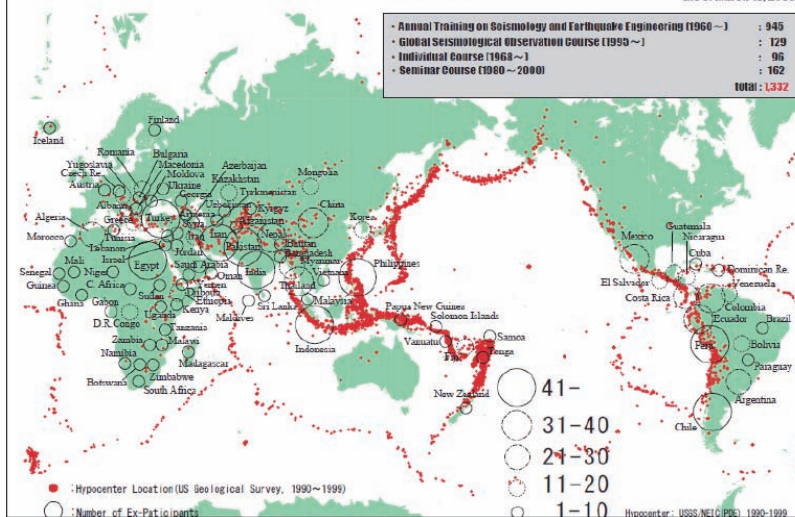 ・Annual Training on Seismology and Earthquake Engineering (1960～) : 945
・Global Seismological Observation Course (1995～) : 129
・Individual Course (1968～) : 96
・Seminar Course (1980～2000) : 162
total : 1,332
Finland
Iceland
Romania
Bulgaria
Yugoslavia
Macedonia
Czech Re.
Moldova
Austria
Ukraine
Georgia
Azerbaijan
Kazakhstan
Turkmenistan
Mongolia
Albania
Uzbekistan
Kyrgyz
China
Algeria
Greece
Turkey
Armenia
Syria
Afganistan
Korea
Morocco
Tunisia
Iran
Nepal
Lebanon
Jordan
Pakistan
Bhutan
Israel
Bangladesh
Mali
Egypt
Saudi Arabia
Oman
India
Myanmar
Philippines
Senegal
Niger
Yemen
Thailand
Vietnam
Guinea
C. Africa
Sudan
Djibouti
Ethiopia
Sri Lanka
Malaysia
Ghana
Gabon
Uganda
Kenya
Maldives
Papua New Guinea
D.R.Congo
Tanzania
Solomon Islands
Indonesia
Vanuatu
Samoa
Zambia
Malawi
Fiji
Tonga
Namibia
Madagascar
Botswana
Zimbabwe
South Africa
New Zealand
Mexico
Guatemala
Nicaragua
Cuba
Dominican Re.
El Salvador
Costa Rica
Venezuela
Colombia
Ecuador
Brazil
Peru
Bolivia
Paraguay
Argentina
Chile
41-
31-40
21-30
11-20
1-10
:Hypocenter Location(US Geological Survey, 1990～1999)
:Number of Ex-Paticipants
Hypocenter: USGS/NEIC(PDE) 1990-1999